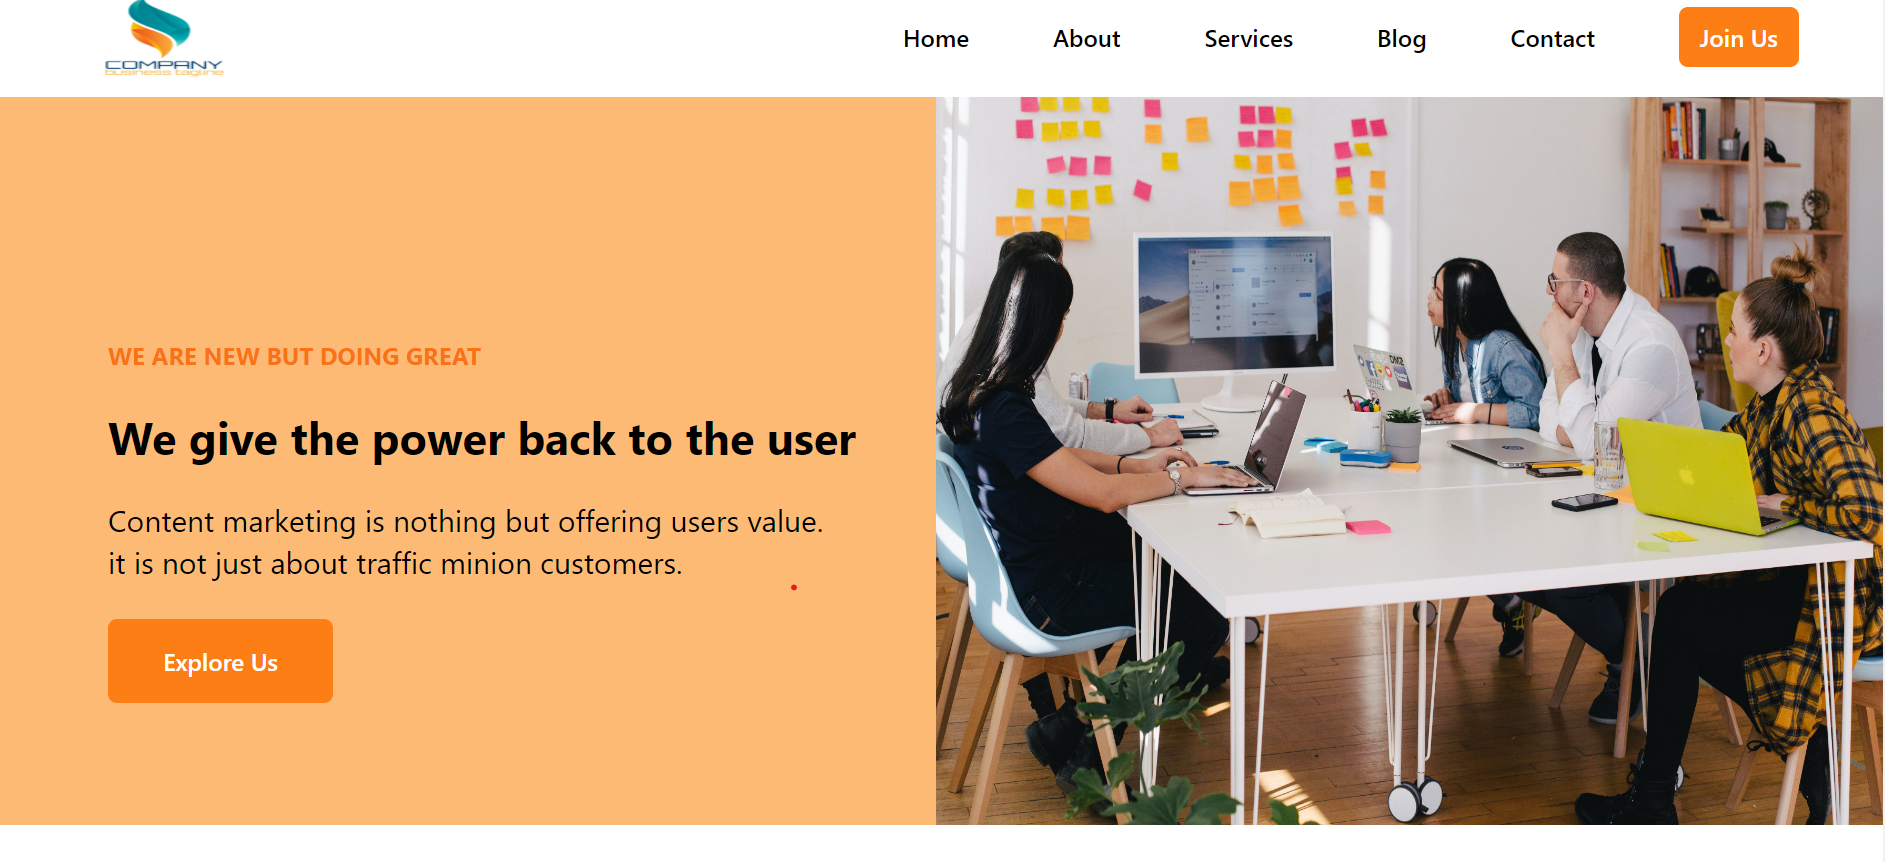 COMPANY
business tagline
Home
About
Services
Blog
Contact
Join Us
WE ARE NEW BUT DOING GREAT
We give the power back to the user
Content marketing is nothing but offering users value.
it is not just about traffic minion customers.
Explore Us
DMZ